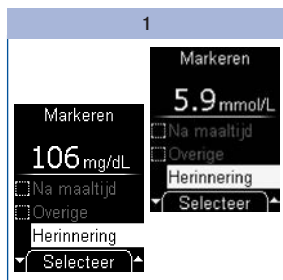 1
Markeren
106 mg/dL
Na maaltijd
Overige
Herinnering
Selecteer
Markeren
5.9 mmol/L
Na maaltijd
Overige
Herinnering
Selecteer